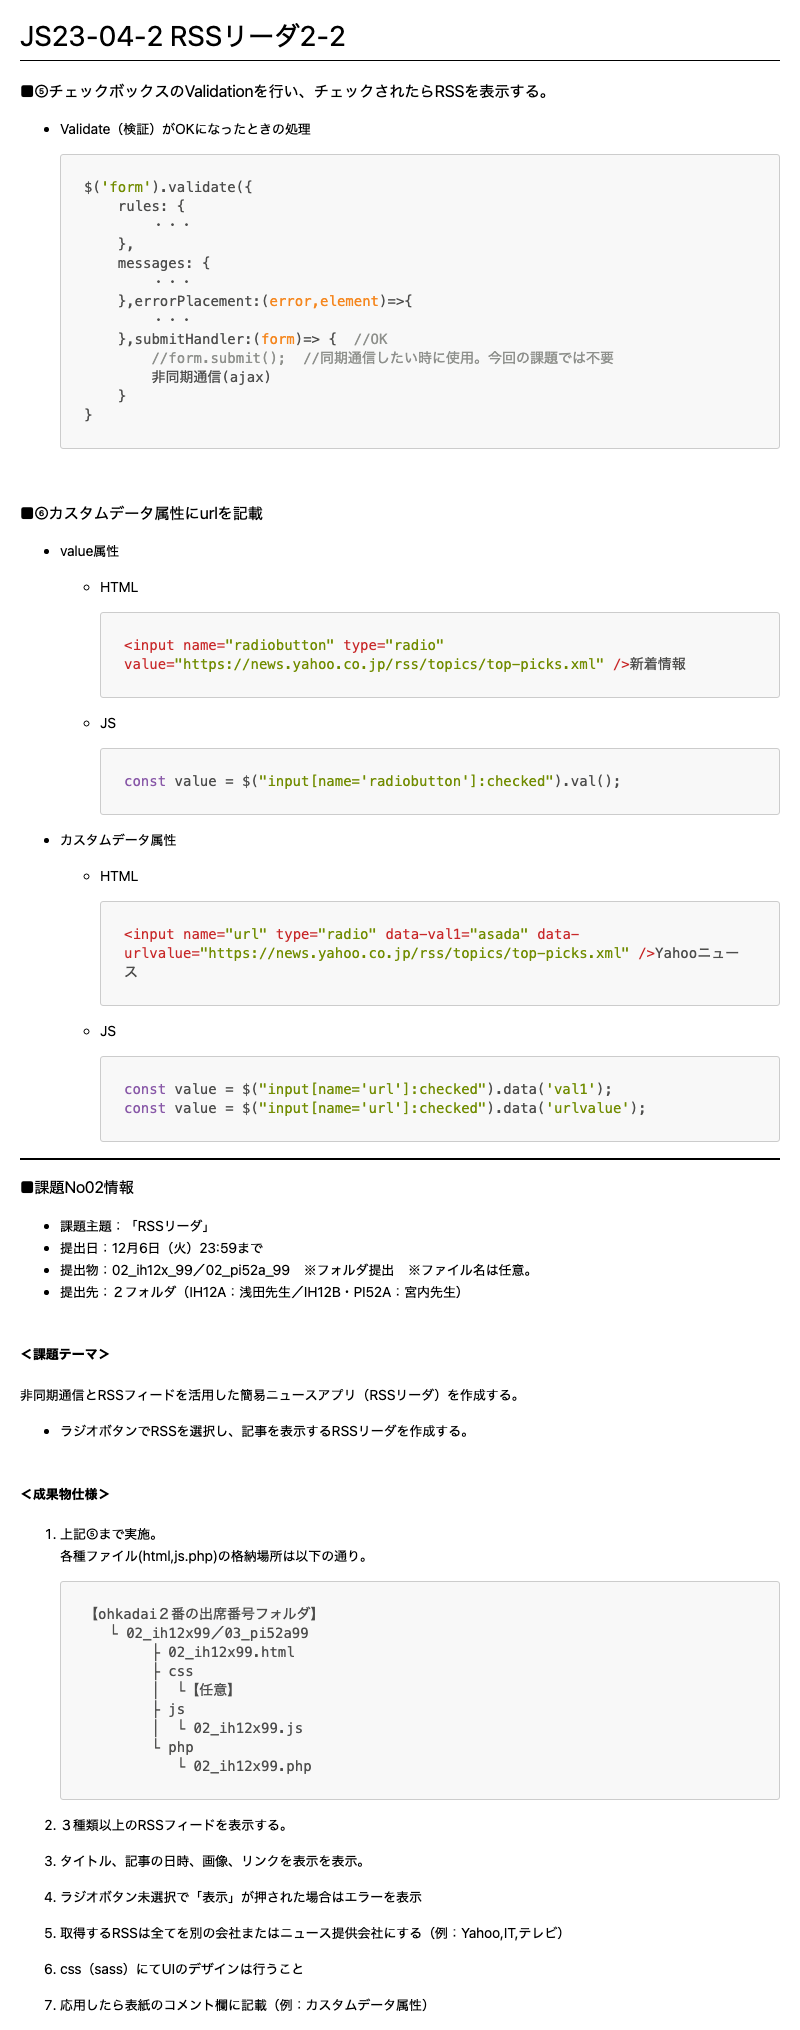 JS23-04-2 RSSリーダ2-2
■⑤チェックボックスのValidationを行い、チェックされたらRSSを表示する。
Validate（検証）がOKになったときの処理
$('form').validate({
    rules: {
        ・・・
    },
    messages: {
        ・・・
    },errorPlacement:(error,element)=>{
        ・・・
    },submitHandler:(form)=> {  //OK
        //form.submit();  //同期通信したい時に使用。今回の課題では不要
        非同期通信(ajax)
    }
}
■⑥カスタムデータ属性にurlを記載
value属性
HTML
<input name="radiobutton" type="radio"
value="https://news.yahoo.co.jp/rss/topics/top-picks.xml" />新着情報
JS
const value = $("input[name='radiobutton']:checked").val();
カスタムデータ属性
HTML
<input name="url" type="radio" data-val1="asada" data-
urlvalue="https://news.yahoo.co.jp/rss/topics/top-picks.xml" />Yahooニュー
ス
JS
const value = $("input[name='url']:checked").data('val1');
const value = $("input[name='url']:checked").data('urlvalue');
■課題No02情報
課題主題：「RSSリーダ」
提出日：12月6日（火）23:59まで
提出物：02_ih12x_99／02_pi52a_99　※フォルダ提出　※ファイル名は任意。
提出先：２フォルダ（IH12A：浅田先生／IH12B・PI52A：宮内先生）
＜課題テーマ＞
非同期通信とRSSフィードを活用した簡易ニュースアプリ（RSSリーダ）を作成する。
ラジオボタンでRSSを選択し、記事を表示するRSSリーダを作成する。
＜成果物仕様＞
1. 上記⑤まで実施。
各種ファイル(html,js.php)の格納場所は以下の通り。
【ohkadai２番の出席番号フォルダ】
└ 02_ih12x99／03_pi52a99
├ 02_ih12x99.html
├ css
│ └【任意】
├ js
│ └ 02_ih12x99.js
└ php
└ 02_ih12x99.php
2. ３種類以上のRSSフィードを表示する。
3. タイトル、記事の日時、画像、リンクを表示を表示。
4. ラジオボタン未選択で「表示」が押された場合はエラーを表示
5. 取得するRSSは全てを別の会社またはニュース提供会社にする（例：Yahoo,IT,テレビ）
6. css（sass）にてUIのデザインは行うこと
7. 応用したら表紙のコメント欄に記載（例：カスタムデータ属性）